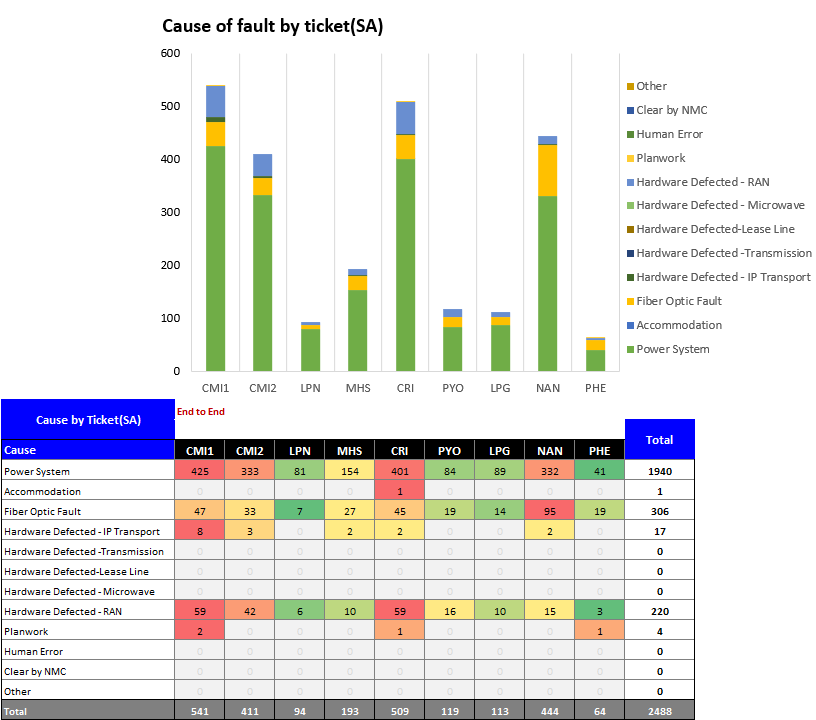 Cause of fault by ticket(SA)
600
500
400
300
200
100
0
CMI1 CMI2 LPN MHS CRI PYO LPG NAN PHE
Other
Clear by NMC
Human Error
Planwork
Hardware Defected - RAN
Hardware Defected - Microwave
Hardware Defected-Lease Line
Hardware Defected -Transmission
Hardware Defected - IP Transport
Fiber Optic Fault
Accommodation
Power System
Cause by Ticket(SA) End to End
Total
Cause CMI1 CMI2 LPN MHS CRI PYO LPG NAN PHE
Power System 425 333 81 154 401 84 89 332 41 1940
Accommodation 0 0 0 0 1 0 0 0 0 1
Fiber Optic Fault 47 33 7 27 45 19 14 95 19 306
Hardware Defected - IP Transport 8 3 0 2 2 0 0 2 0 17
Hardware Defected -Transmission 0 0 0 0 0 0 0 0 0 0
Hardware Defected-Lease Line 0 0 0 0 0 0 0 0 0 0
Hardware Defected - Microwave 0 0 0 0 0 0 0 0 0 0
Hardware Defected - RAN 59 42 6 10 59 16 10 15 3 220
Planwork 2 0 0 0 1 0 0 0 1 4
Human Error 0 0 0 0 0 0 0 0 0 0
Clear by NMC 0 0 0 0 0 0 0 0 0 0
Other 0 0 0 0 0 0 0 0 0 0
Total 541 411 94 193 509 119 113 444 64 2488